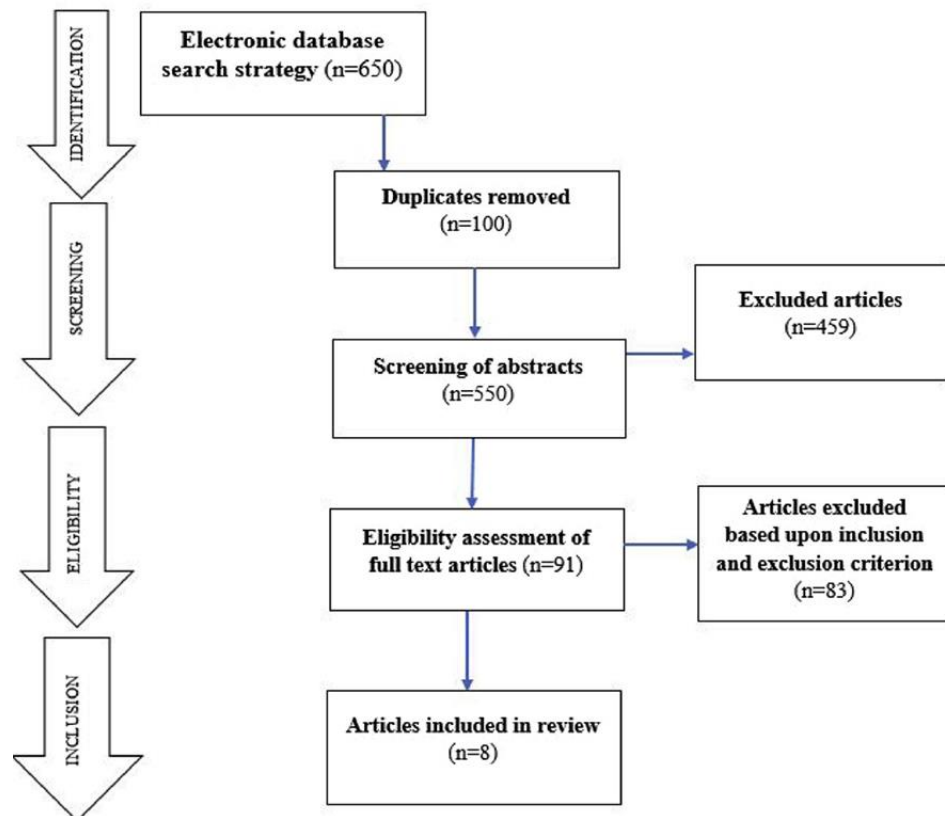 IDENTIFICATION
Electronic database
search strategy (n=650)
Duplicates removed
(n=100)
SCREENING
Excluded articles
(n=459)
Screening of abstracts
(n=550)
ELIGIBILITY
Eligibility assessment of
full text articles (n=91)
Articles excluded
based upon inclusion
and exclusion criterion
(n=83)
INCLUSION
Articles included in review
(n=8)